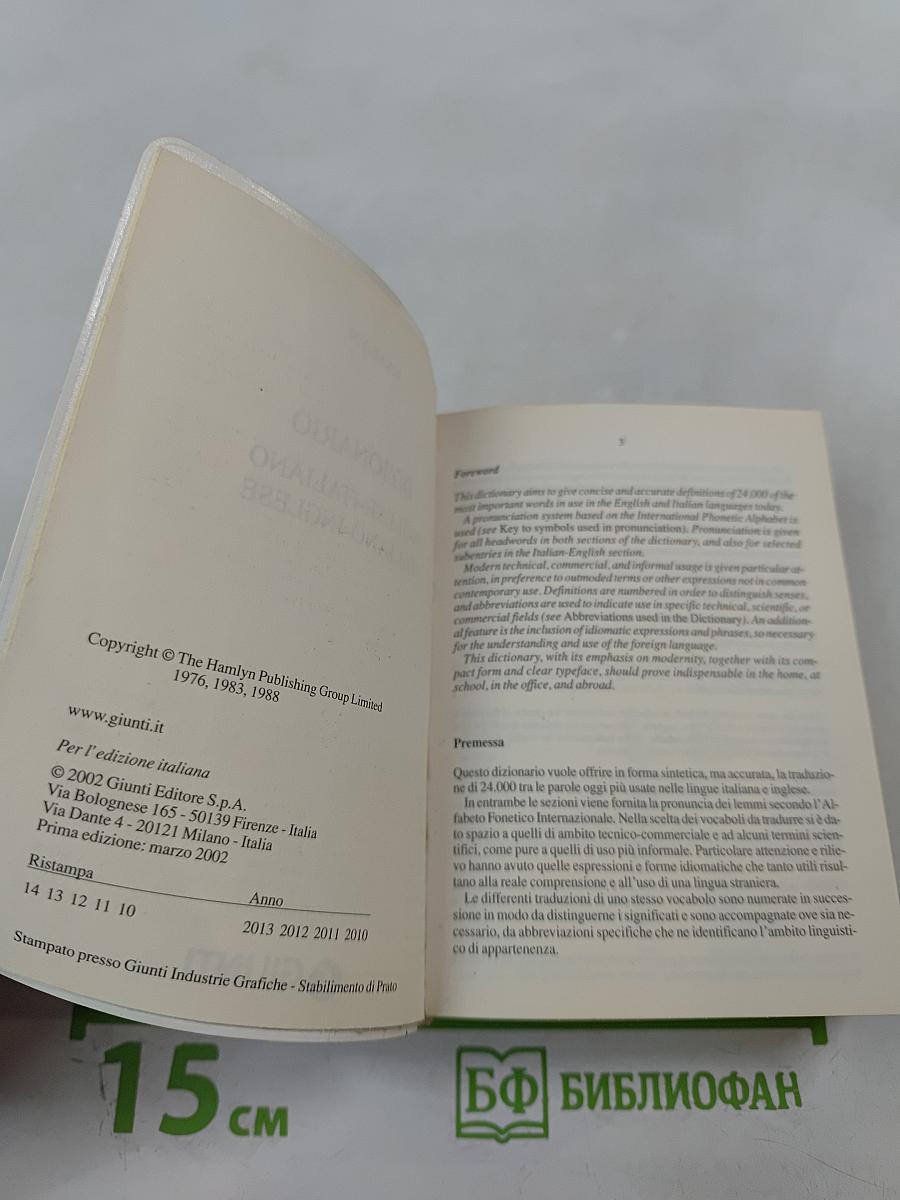 Copyright © The Hamlyn Publishing Group Limited
1976, 1983, 1988
www.giunti.it
Per l'edizione italiana
© 2002 Giunti Editore S.p.A.
Via Bolognese 165 - 50139 Firenze - Italia
Via Dante 4 - 20121 Milano - Italia
Prima edizione: marzo 2002
Ristampa Anno
14 13 12 11 10 2013 2012 2011 2010
Stampato presso Giunti Industrie Grafiche - Stabilimento di Prato
Foreword
This dictionary aims to give concise and accurate definitions of 24.000 of the
most important words in use in the English and Italian languages today.
A pronunciation system based on the International Phonetic Alphabet is
used (see Key to symbols used in pronunciation). Pronunciation is given
for all headwords in both sections of the dictionary, and also for selected
subentries in the Italian-English section.
Modern technical, commercial, and informal usage is given particular at-
tention, in preference to outmoded terms or other expressions not in common
contemporary use. Definitions are numbered in order to distinguish senses,
and abbreviations are used to indicate use in specific technical, scientific, or
commercial fields (see Abbreviations used in the Dictionary). An addition-
al feature is the inclusion of idiomatic expressions and phrases, so necessary
for the understanding and use of the foreign language.
This dictionary, with its emphasis on modernity, together with its com-
pact form and clear typeface, should prove indispensable in the home, at
school, in the office, and abroad.
Premessa
Questo dizionario vuole offrire in forma sintetica, ma accurata, la traduzio-
ne di 24.000 tra le parole oggi più usate nelle lingue italiana e inglese.
In entrambe le sezioni viene fornita la pronuncia dei lemmi secondo l'Al-
fabeto Fonetico Internazionale. Nella scelta dei vocaboli da tradurre si è da-
to spazio a quelli di ambito tecnico-commerciale e ad alcuni termini scien-
tifici, come pure a quelli di uso più informale. Particolare attenzione e rilie-
vo hanno avuto quelle espressioni e forme idiomatiche che tanto utili risul-
tano alla reale comprensione e all'uso di una lingua straniera.
Le differenti traduzioni di uno stesso vocabolo sono numerate in succes-
sione in modo da distinguerne i significati e sono accompagnate ove sia ne-
cessario, da abbreviazioni specifiche che ne identificano l'ambito linguisti-
co di appartenenza.
15 см
БФ БИБЛИОФАН